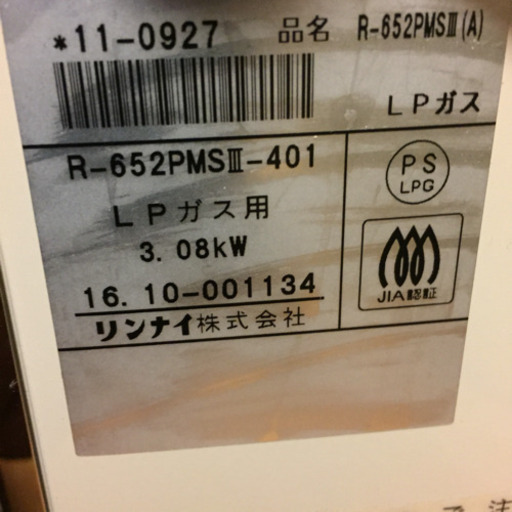 *11-0927 品名 R-652PMSⅢ(A)
LPガス
R-652PMSⅢ-401
PS
LPG
LPガス用
3.08kW
16.10-001134
JIA認証
リンナイ株式会社